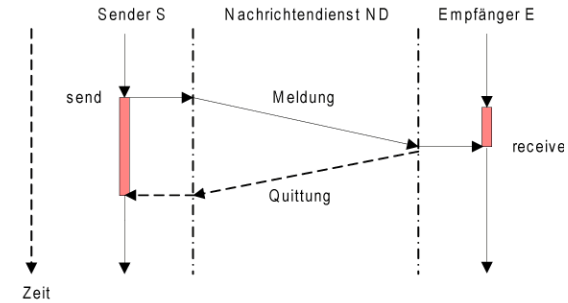 Sender S
Nachrichtendienst ND
Empfänger E
send
Meldung
receive
Quittung
Zeit